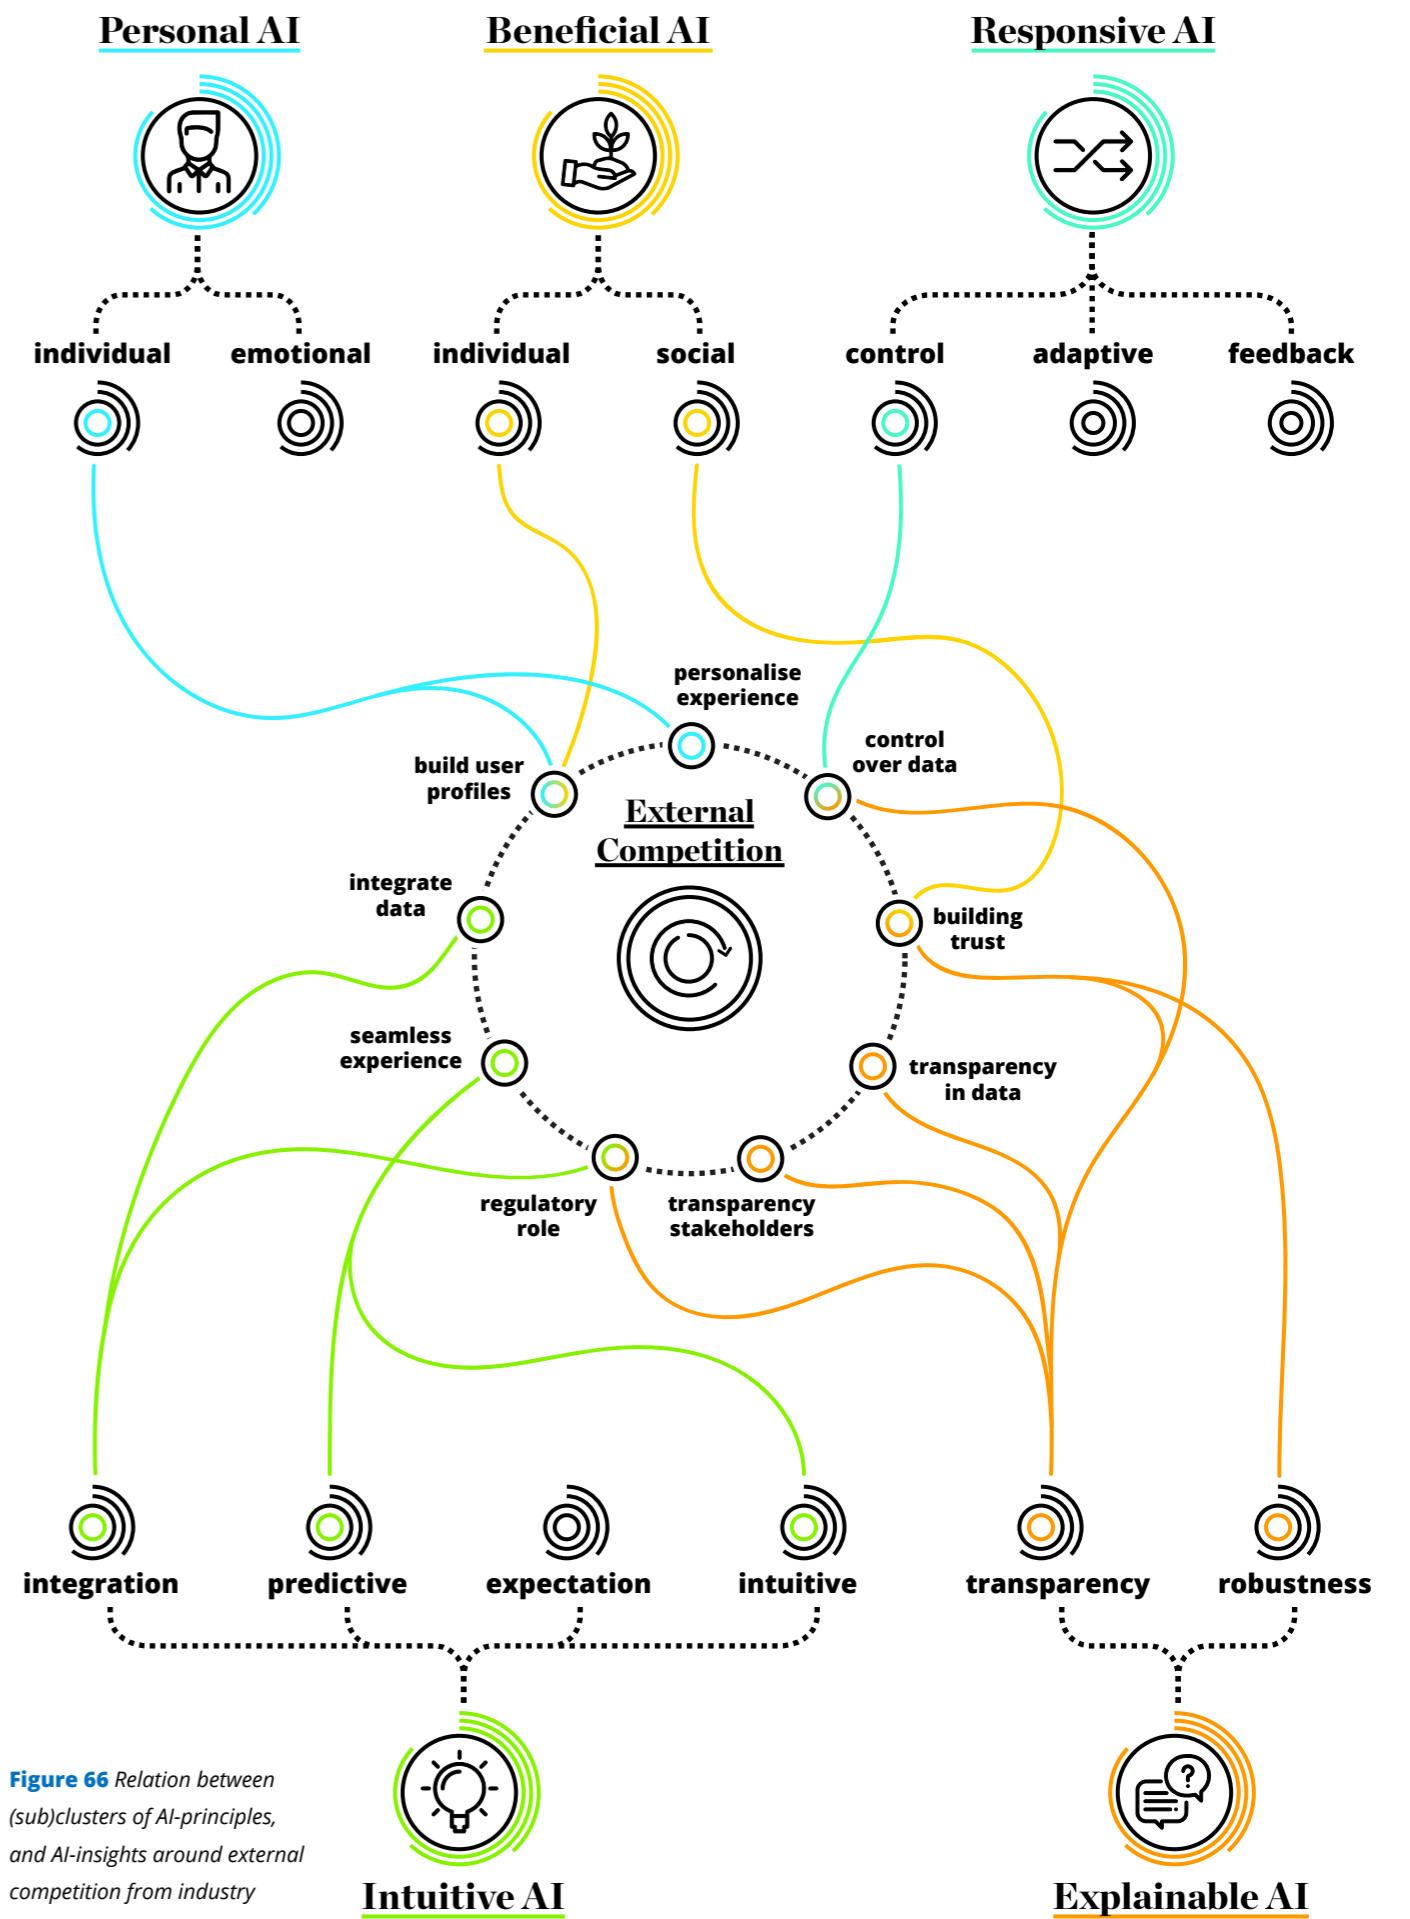 Personal AI
Beneficial AI
Responsive AI
individual
emotional
individual
social
control
adaptive
feedback
personalise
experience
control
over data
build user
profiles
External
Competition
integrate
data
building
trust
seamless
experience
transparency
in data
regulatory
role
transparency
stakeholders
integration
predictive
expectation
intuitive
transparency
robustness
?
Figure 66 Relation between
(sub)clusters of AI-principles,
and AI-insights around external
competition from industry
Intuitive AI
Explainable AI